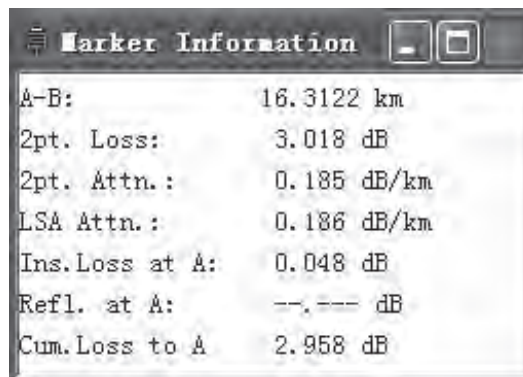 Marker Information
A-B: 16.3122 km
2pt. Loss: 3.018 dB
2pt. Attn.: 0.185 dB/km
LSA Attn.: 0.186 dB/km
Ins.Loss at A: 0.048 dB
Refl. at A: --.--- dB
Cum.Loss to A 2.958 dB